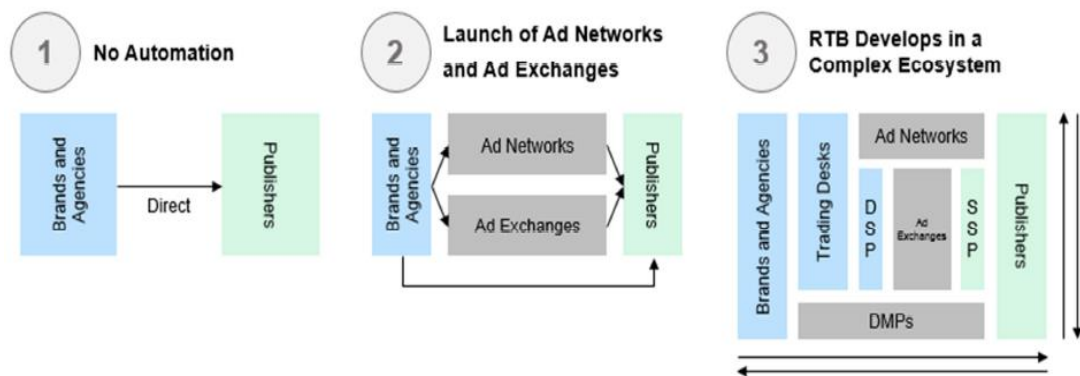 1
No Automation
Brands and
Agencies
Direct
Publishers
2
Launch of Ad Networks
and Ad Exchanges
Brands and
Agencies
Ad Networks
Ad Exchanges
Publishers
3
RTB Develops in a
Complex Ecosystem
Brands and Agencies
Trading Desks
Ad Networks
DSP
Ad
Exchanges
SSP
Publishers
DMPs